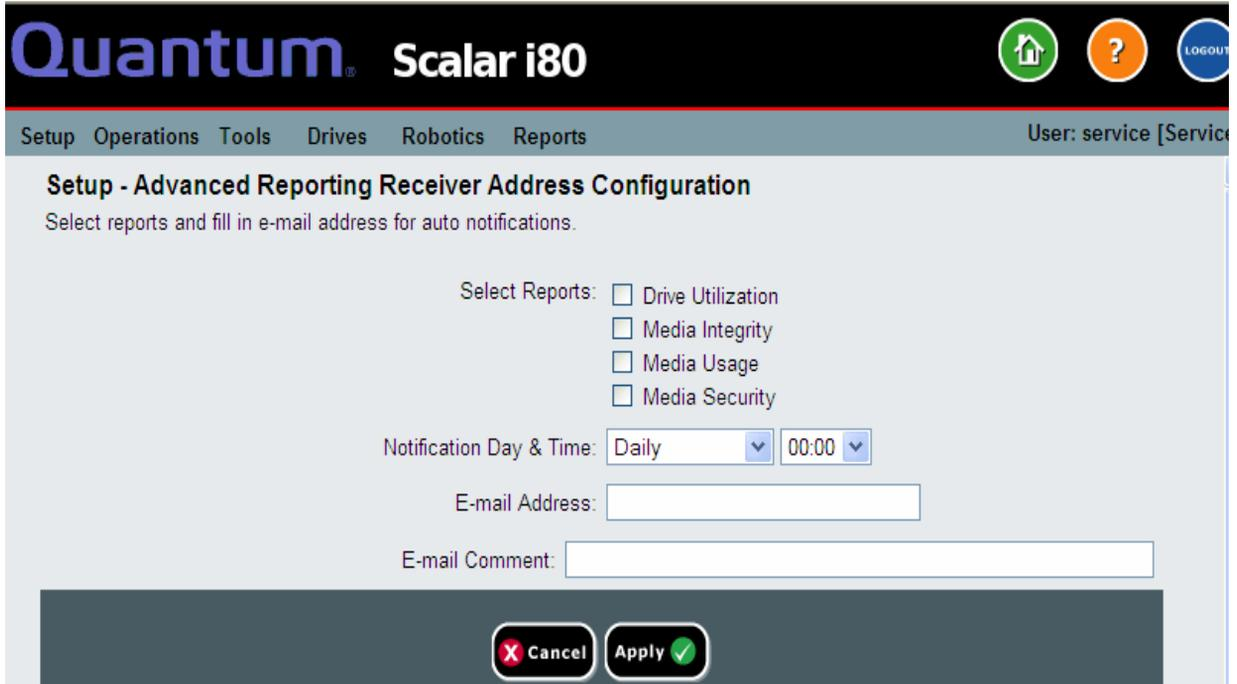 Quantum® Scalar i80
?
LOGOUT
Setup Operations Tools Drives Robotics Reports User: service [Service
Setup - Advanced Reporting Receiver Address Configuration
Select reports and fill in e-mail address for auto notifications.
Select Reports: Drive Utilization
Media Integrity
Media Usage
Media Security
Notification Day & Time: Daily 00:00
E-mail Address:
E-mail Comment:
X Cancel Apply